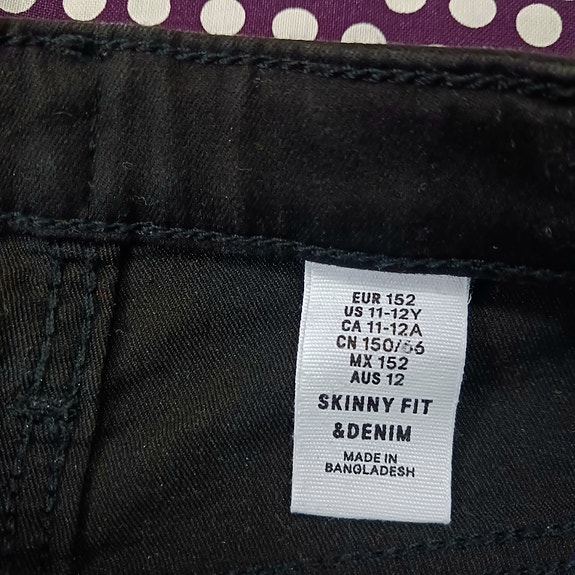 EUR 152
US 11-12Y
CA 11-12A
CN 150/56
MX 152
AUS 12
SKINNY FIT
&DENIM
MADE IN
BANGLADESH